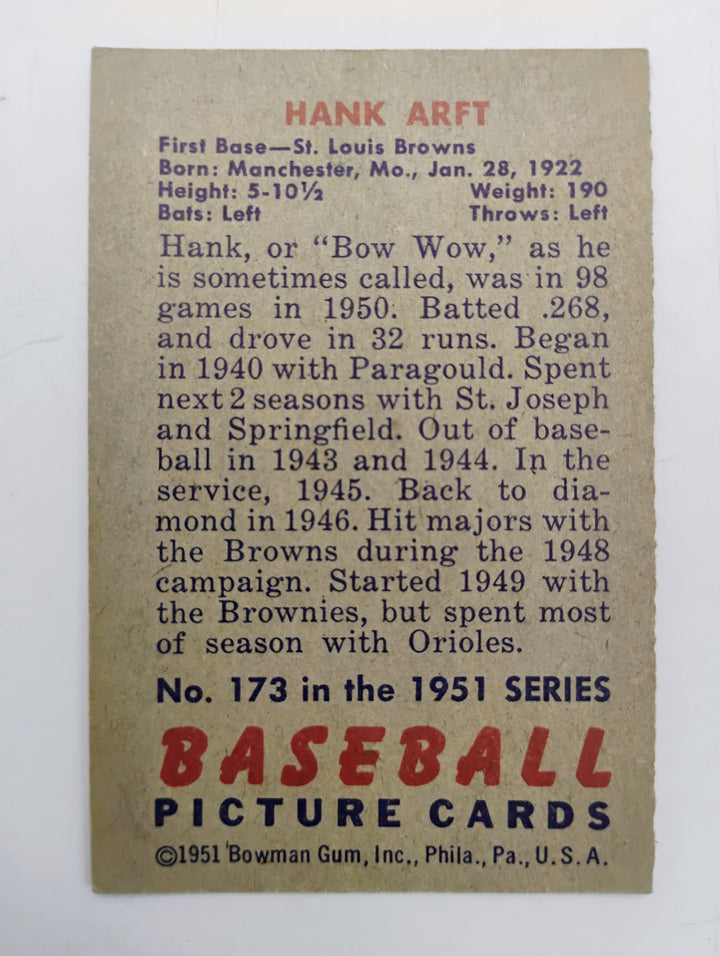 HANK ARFT
First Base—St. Louis Browns
Born: Manchester, Mo., Jan. 28, 1922
Height: 5-10½ Weight: 190
Bats: Left Throws: Left
Hank, or "Bow Wow," as he
is sometimes called, was in 98
games in 1950. Batted .268,
and drove in 32 runs. Began
in 1940 with Paragould. Spent
next 2 seasons with St. Joseph
and Springfield. Out of base-
ball in 1943 and 1944. In the
service, 1945. Back to dia-
mond in 1946. Hit majors with
the Browns during the 1948
campaign. Started 1949 with
the Brownies, but spent most
of season with Orioles.
No. 173 in the 1951 SERIES
BASEBALL
PICTURE CARDS
©1951 Bowman Gum, Inc., Phila., Pa., U.S.A.